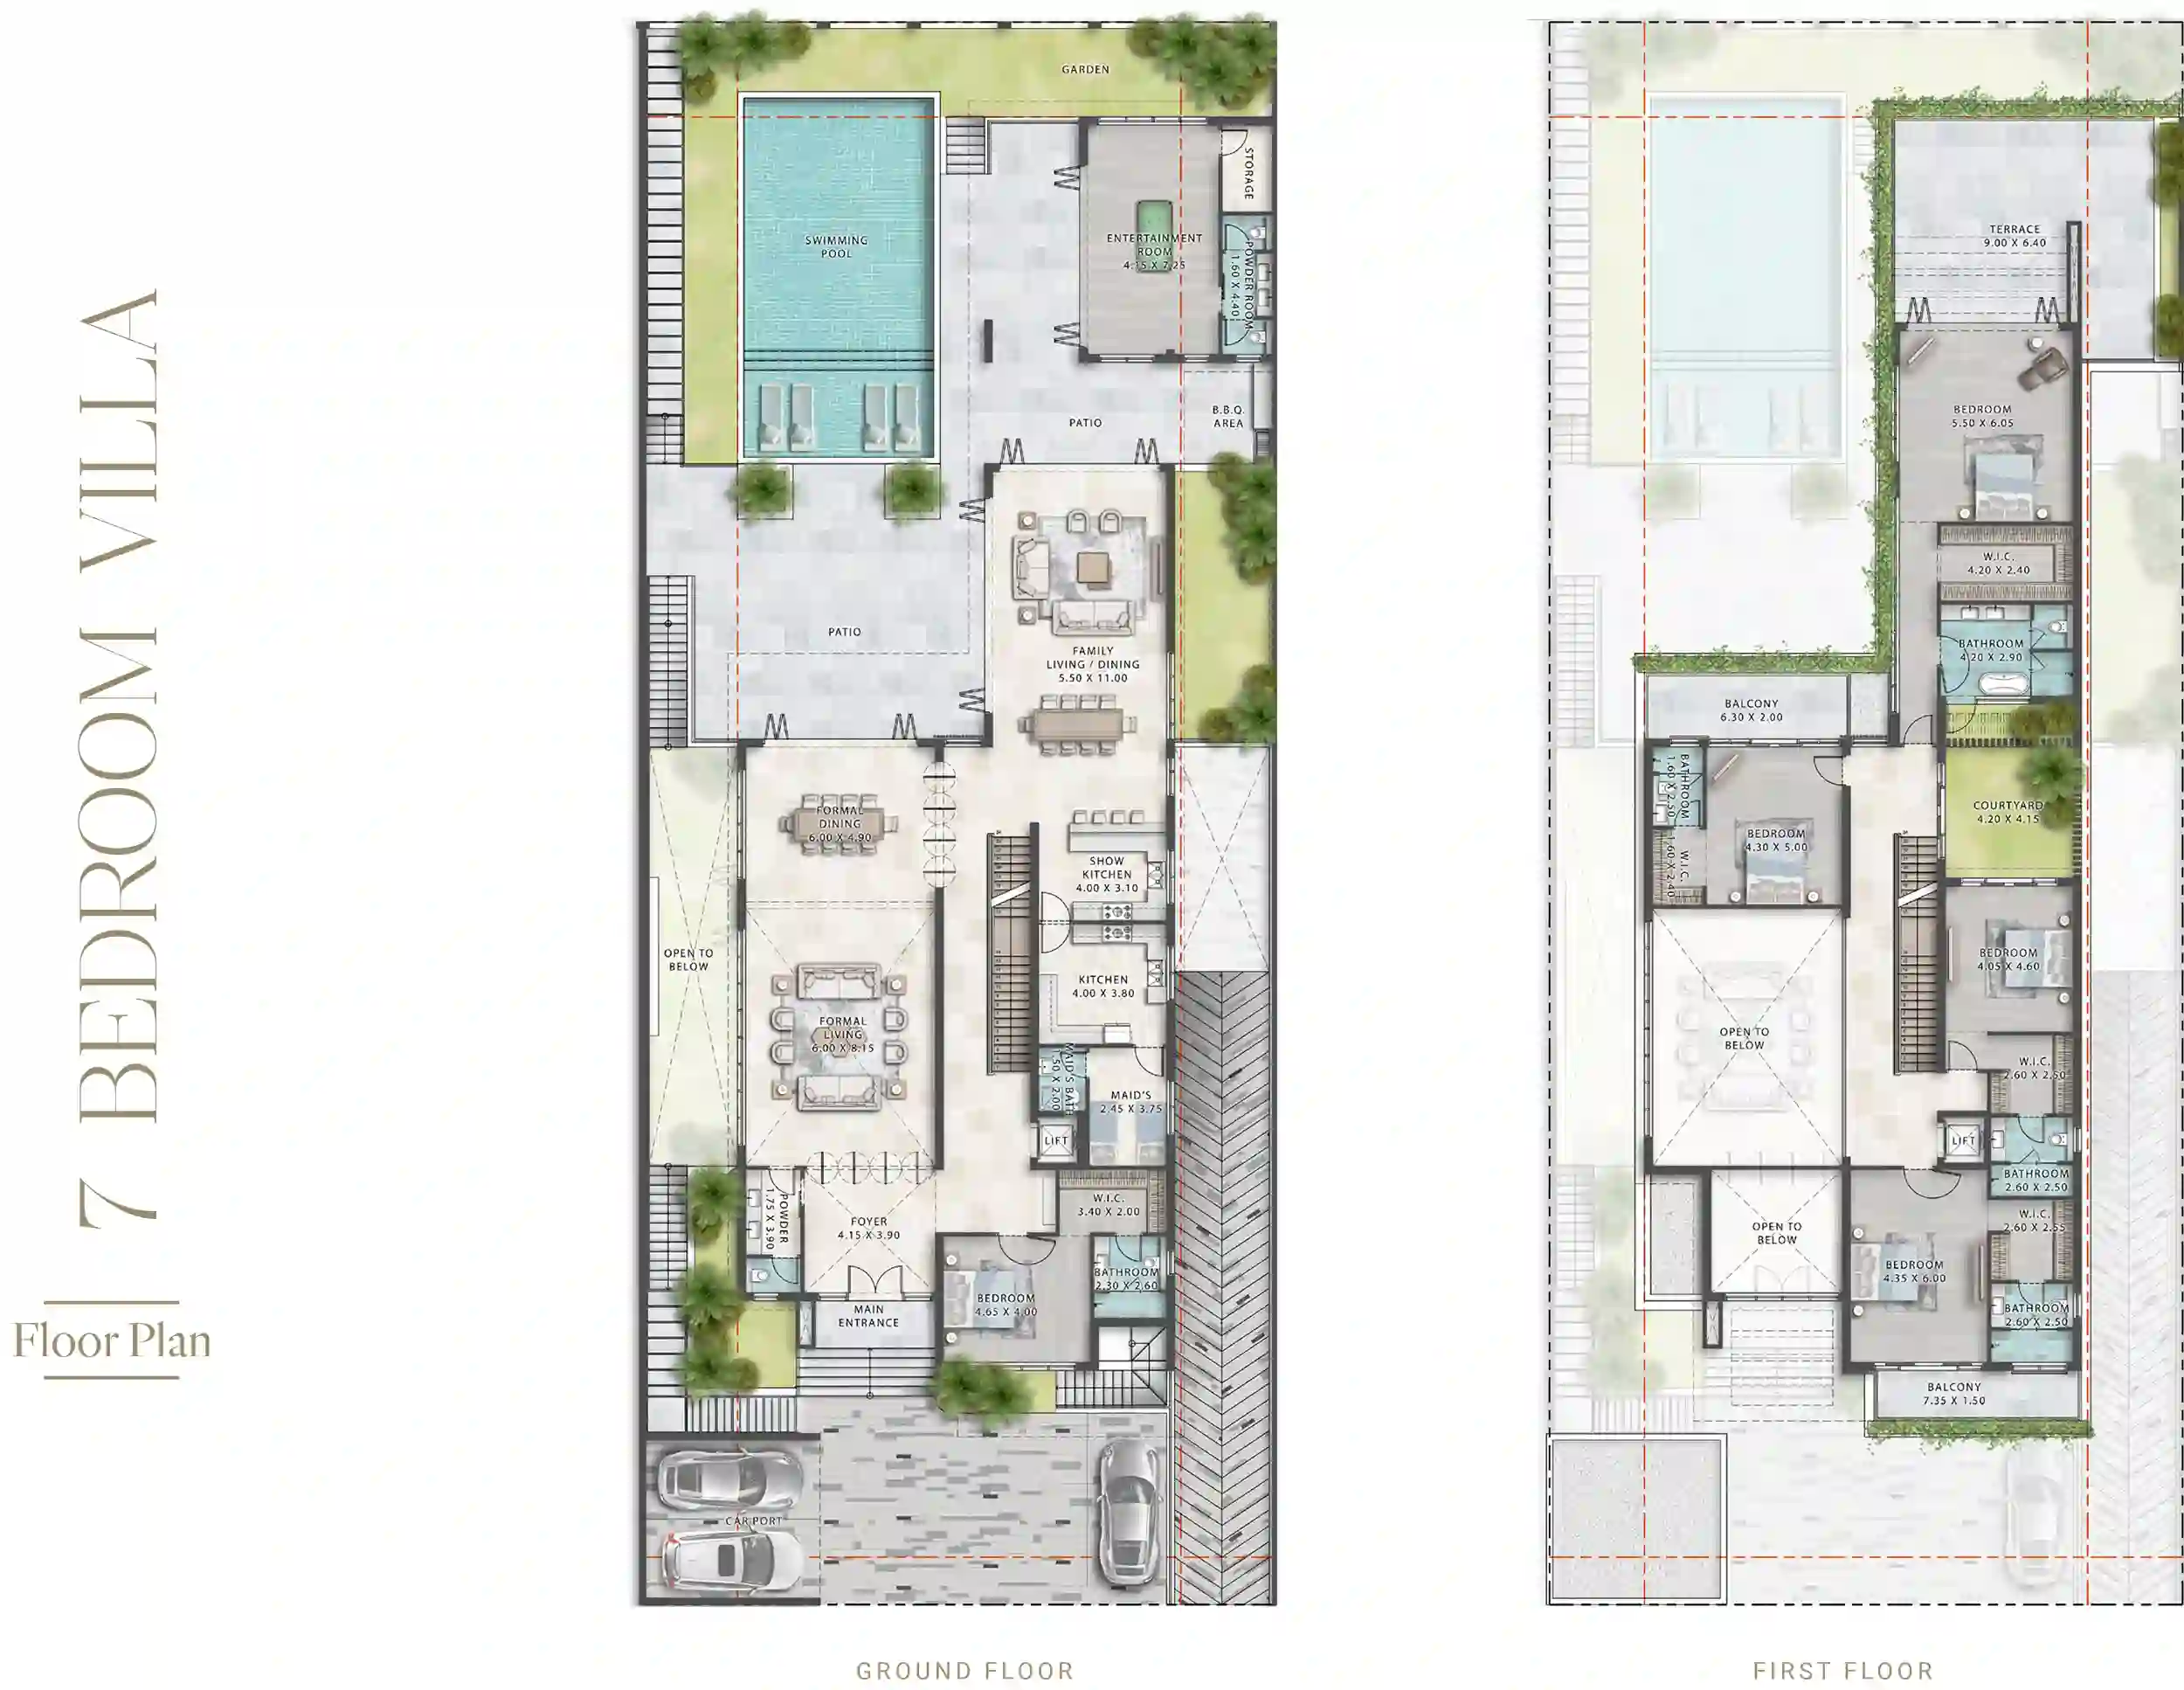 7 BEDROOM VILLA
Floor Plan
GARDEN
SWIMMING
POOL
ENTERTAINMENT
ROOM
4.15 X 7.25
STORAGE
POWDER ROOM
1.60 X 4.40
PATIO
B.B.Q.
AREA
PATIO
FAMILY
LIVING / DINING
5.50 X 11.00
FORMAL
DINING
6.00 X 4.90
SHOW
KITCHEN
4.00 X 3.10
OPEN TO
BELOW
KITCHEN
4.00 X 3.80
FORMAL
LIVING
6.00 X 8.15
MAID'S BATH
1.50 X 2.00
MAID'S
2.45 X 3.75
LIFT
POWDER
1.75 X 3.90
FOYER
4.15 X 3.90
W.I.C.
3.40 X 2.00
BATHROOM
2.30 X 2.60
BEDROOM
4.65 X 4.00
MAIN
ENTRANCE
CAR PORT
GROUND FLOOR
TERRACE
9.00 X 6.40
BEDROOM
5.50 X 6.05
W.I.C.
4.20 X 2.40
BATHROOM
4.20 X 2.90
BALCONY
6.30 X 2.00
BATHROOM
1.60 X 2.50
BEDROOM
4.30 X 5.00
W.I.C.
1.60 X 2.40
COURTYARD
4.20 X 4.15
BEDROOM
4.05 X 4.60
OPEN TO
BELOW
W.I.C.
2.60 X 2.50
LIFT
BATHROOM
2.60 X 2.50
W.I.C.
2.60 X 2.55
OPEN TO
BELOW
BEDROOM
4.35 X 6.00
BATHROOM
2.60 X 2.50
BALCONY
7.35 X 1.50
FIRST FLOOR